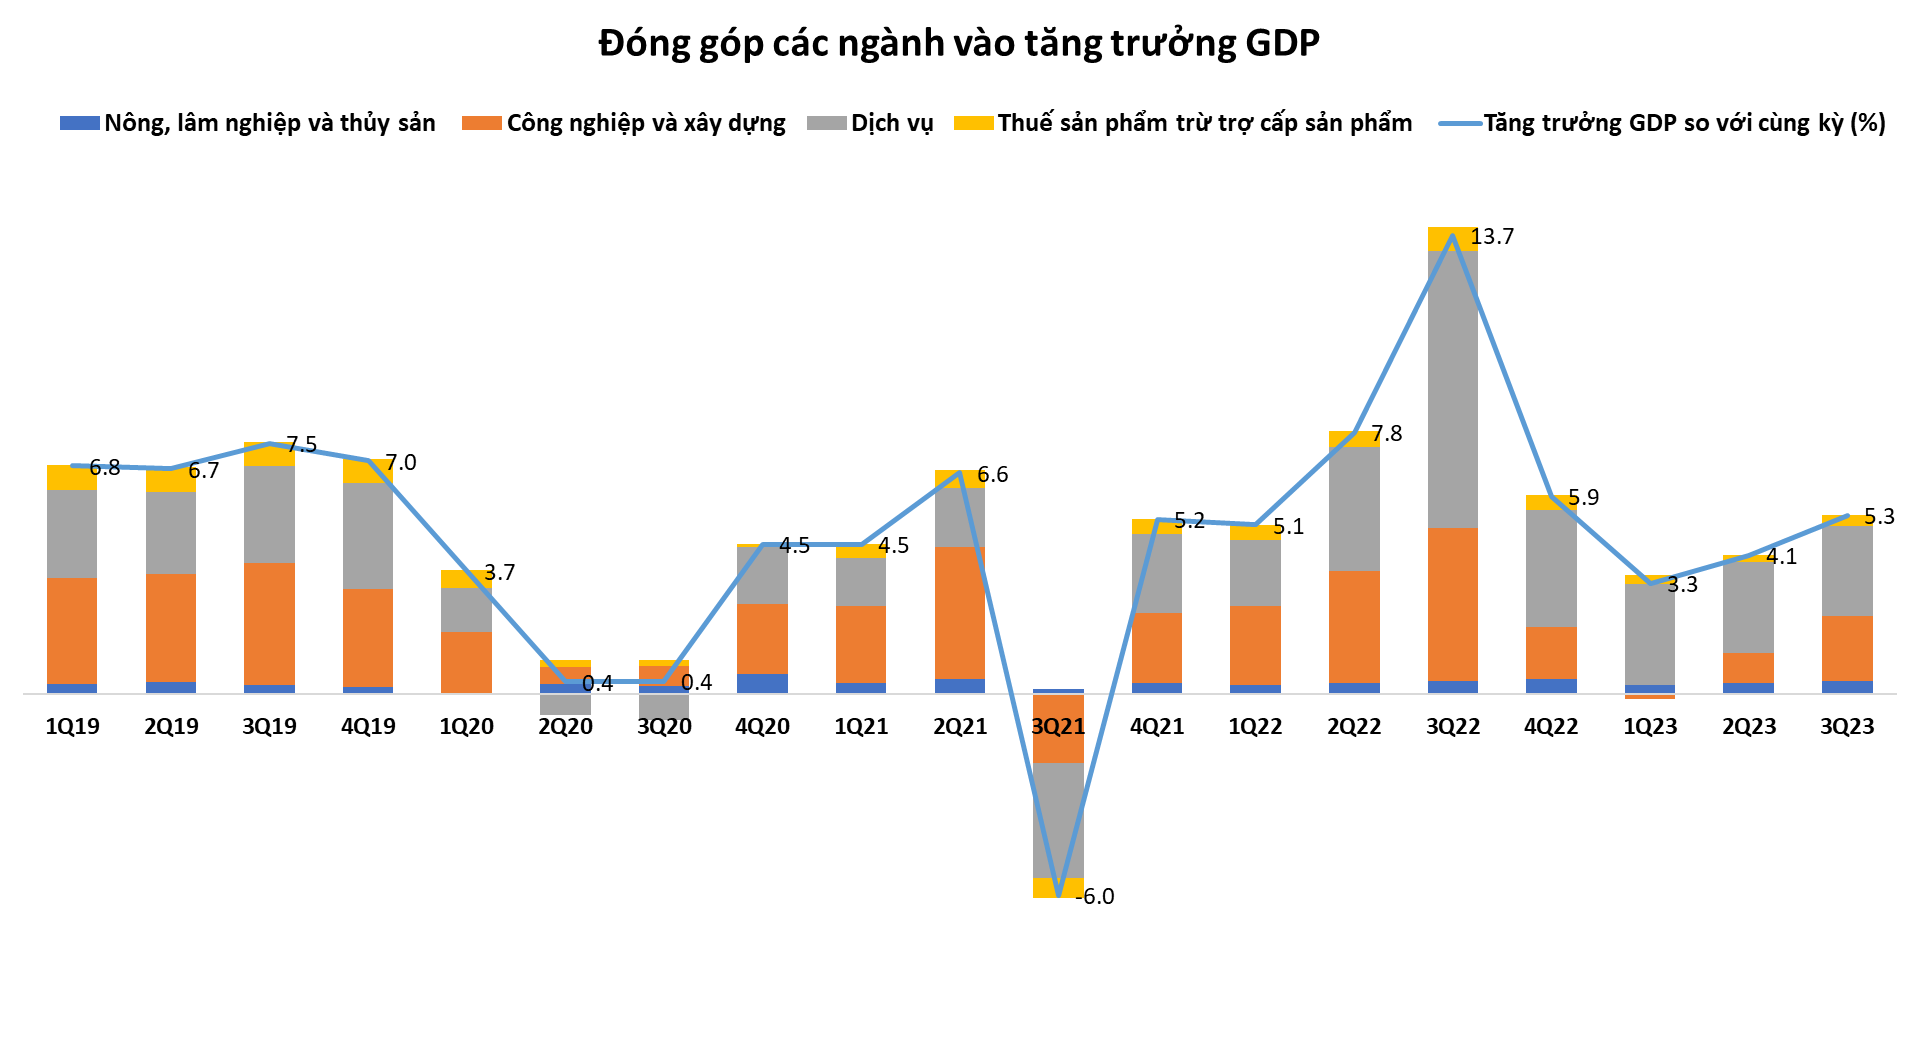 Đóng góp các ngành vào tăng trưởng GDP
Nông, lâm nghiệp và thủy sản Công nghiệp và xây dựng Dịch vụ Thuế sản phẩm trừ trợ cấp sản phẩm Tăng trưởng GDP so với cùng kỳ (%)
6.8 6.7 7.5 7.0 3.7 0.4 0.4 4.5 4.5 6.6 -6.0 5.2 5.1 7.8 13.7 5.9 3.3 4.1 5.3
1Q19 2Q19 3Q19 4Q19 1Q20 2Q20 3Q20 4Q20 1Q21 2Q21 3Q21 4Q21 1Q22 2Q22 3Q22 4Q22 1Q23 2Q23 3Q23